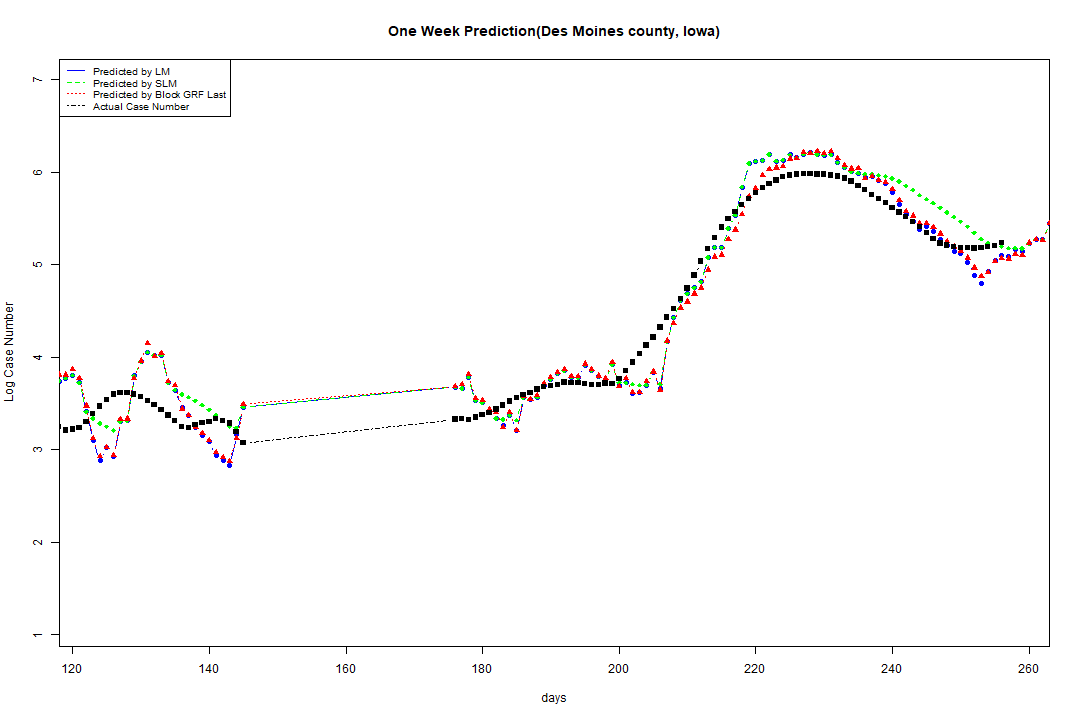 One Week Prediction(Des Moines county, Iowa)
Predicted by LM
Predicted by SLM
Predicted by Block GRF Last
Actual Case Number
Log Case Number
7
6
5
4
3
2
1
120 140 160 180 200 220 240 260
days